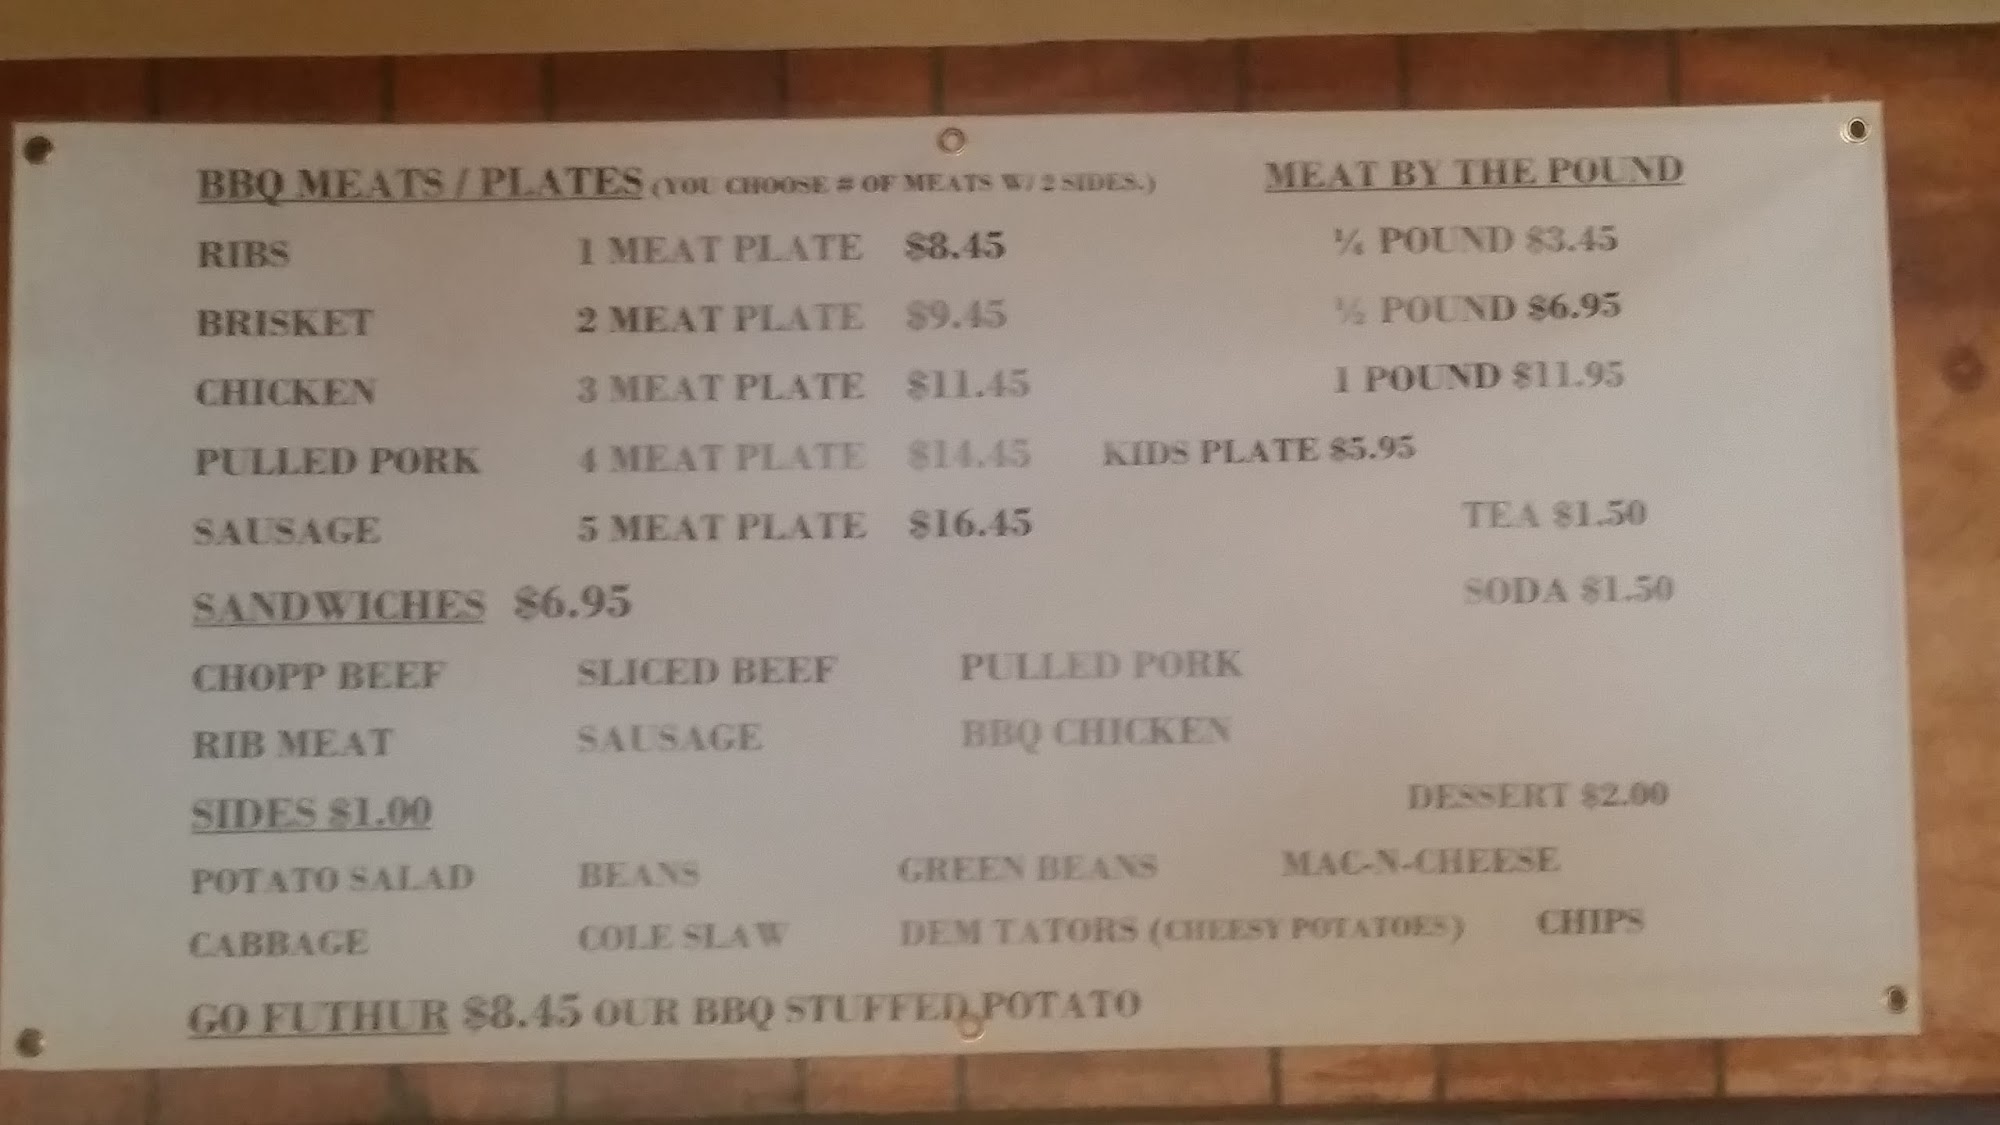 BBQ MEATS / PLATES (YOU CHOOSE # OF MEATS W/ 2 SIDES.) MEAT BY THE POUND
RIBS 1 MEAT PLATE $8.45 ¼ POUND $3.45
BRISKET 2 MEAT PLATE $9.45 ½ POUND $6.95
CHICKEN 3 MEAT PLATE $11.45 1 POUND $11.95
PULLED PORK 4 MEAT PLATE $14.45 KIDS PLATE $5.95
SAUSAGE 5 MEAT PLATE $16.45 TEA $1.50
SANDWICHES $6.95 SODA $1.50
CHOPP BEEF SLICED BEEF PULLED PORK
RIB MEAT SAUSAGE BBQ CHICKEN
SIDES $1.00 DESSERT $2.00
POTATO SALAD BEANS GREEN BEANS MAC-N-CHEESE
CABBAGE COLE SLAW DEM TATORS (CHEESY POTATOES) CHIPS
GO FUTHUR $8.45 OUR BBQ STUFFED POTATO